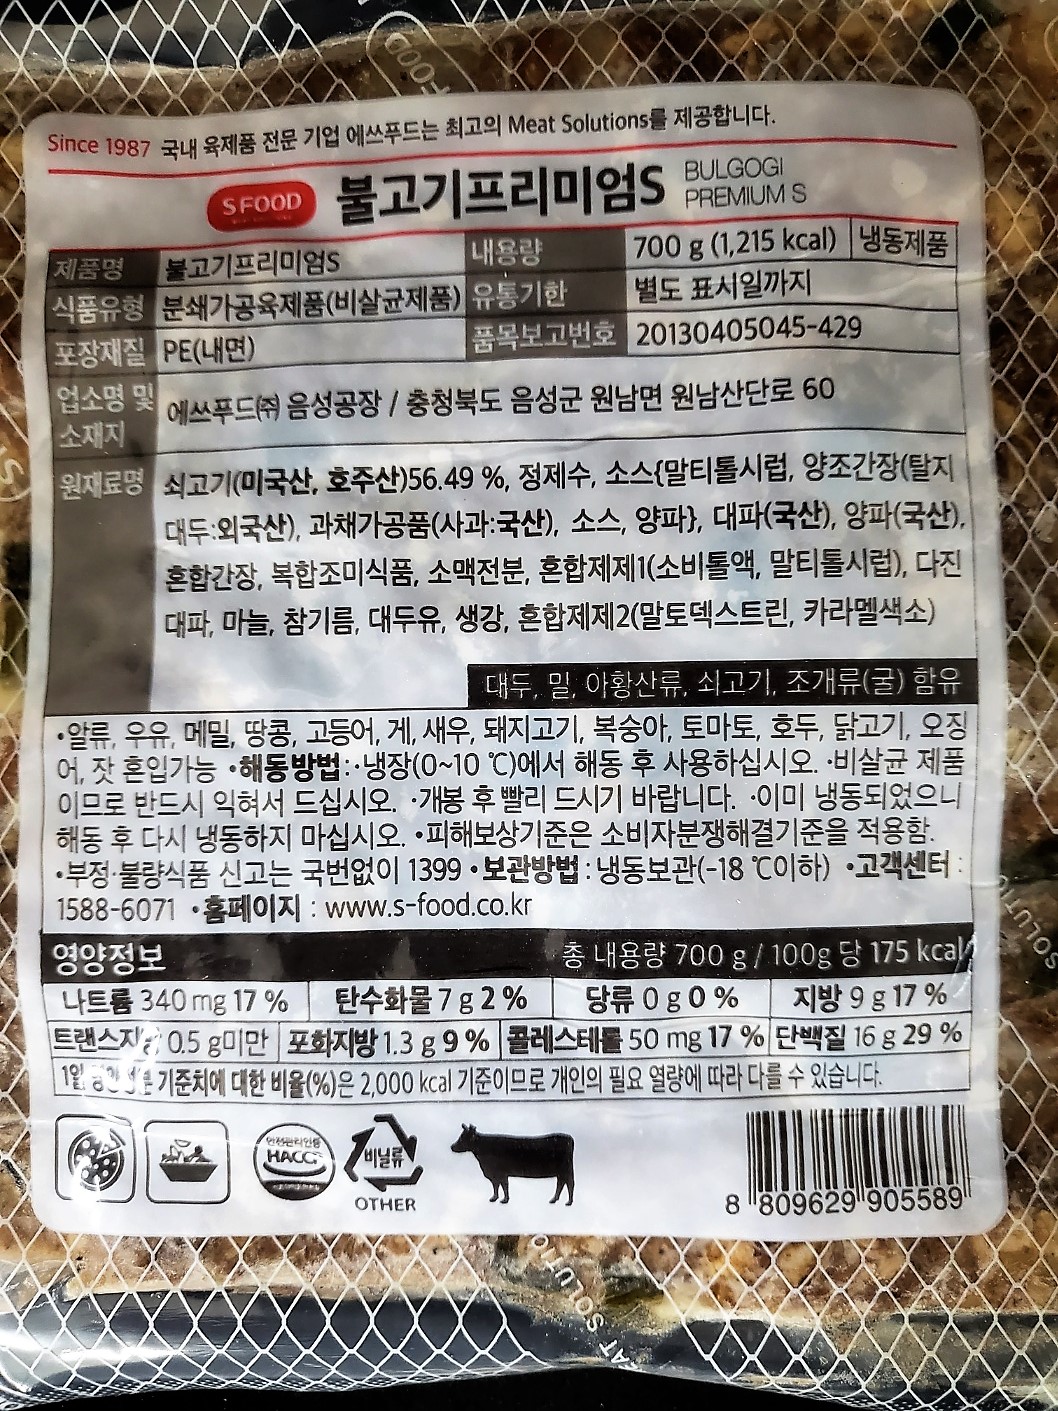 Since 1987 국내 육제품 전문 기업 에쓰푸드는 최고의 Meat Solutions를 제공합니다.
S FOOD 불고기프리미엄S BULGOGI
PREMIUM S
제품명 불고기프리미엄S 내용량 700 g (1,215 kcal) 냉동제품
식품유형 분쇄가공육제품(비살균제품) 유통기한 별도 표시일까지
포장재질 PE(내면) 품목보고번호 20130405045-429
업소명 및
소재지 에쓰푸드㈜ 음성공장 / 충청북도 음성군 원남면 원남산단로 60
원재료명 쇠고기(미국산, 호주산)56.49 %, 정제수, 소스{말티톨시럽, 양조간장(탈지
대두:외국산), 과채가공품(사과:국산), 소스, 양파}, 대파(국산), 양파(국산),
혼합간장, 복합조미식품, 소맥전분, 혼합제제1(소비톨액, 말티톨시럽), 다진
대파, 마늘, 참기름, 대두유, 생강, 혼합제제2(말토덱스트린, 카라멜색소)
대두, 밀, 아황산류, 쇠고기, 조개류(굴) 함유
•알류, 우유, 메밀, 땅콩, 고등어, 게, 새우, 돼지고기, 복숭아, 토마토, 호두, 닭고기, 오징
어, 잣 혼입가능 •해동방법:·냉장(0~10 ℃)에서 해동 후 사용하십시오. ·비살균 제품
이므로 반드시 익혀서 드십시오. ·개봉 후 빨리 드시기 바랍니다. ·이미 냉동되었으니
해동 후 다시 냉동하지 마십시오. •피해보상기준은 소비자분쟁해결기준을 적용함.
•부정·불량식품 신고는 국번없이 1399 •보관방법 : 냉동보관(-18 ℃이하) •고객센터 :
1588-6071 •홈페이지 : www.s-food.co.kr
영양정보 총 내용량 700 g / 100g 당 175 kcal
나트륨 340 mg 17 % 탄수화물 7 g 2 % 당류 0 g 0 % 지방 9 g 17 %
0.5 g미만 포화지방 1.3 g 9 % 콜레스테롤 50 mg 17 % 단백질 16 g 29 %
기준치에 대한 비율(%)은 2,000 kcal 기준이므로 개인의 필요 열량에 따라 다를 수 있습니다.
안전관리인증
HACCP
비닐류
OTHER
8 809629 905589